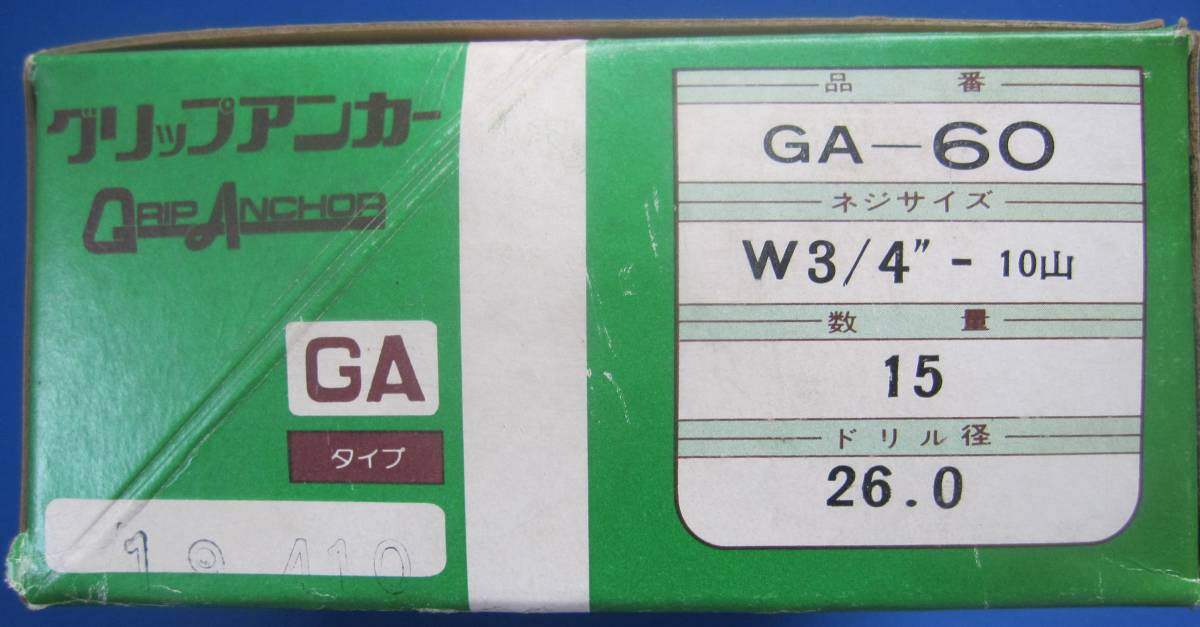 グリップアンカー
GRIP ANCHOR
GA
タイプ
品番
GA-60
ネジサイズ
W3/4" - 10山
数量
15
ドリル径
26.0